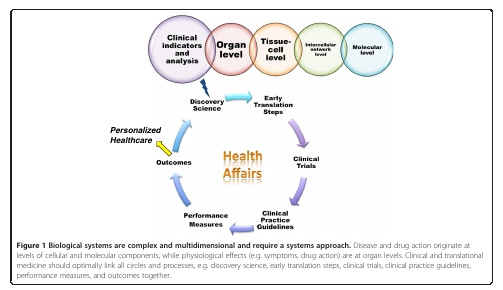 Clinical
indicators
and
analysis
Organ
level
Tissue-
cell
level
Intercellular
network
level
Molecular
level
Discovery
Science
Early
Translation
Steps
Personalized
Healthcare
Outcomes
Health
Affairs
Clinical
Trials
Performance
Measures
Clinical
Practice
Guidelines
Figure 1 Biological systems are complex and multidimensional and require a systems approach. Disease and drug action originate at
levels of cellular and molecular components, while physiological effects (e.g. symptoms, drug action) are at organ levels. Clinical and translational
medicine should optimally link all circles and processes, e.g. discovery science, early translation steps, clinical trials, clinical practice guidelines,
performance measures, and outcomes together.